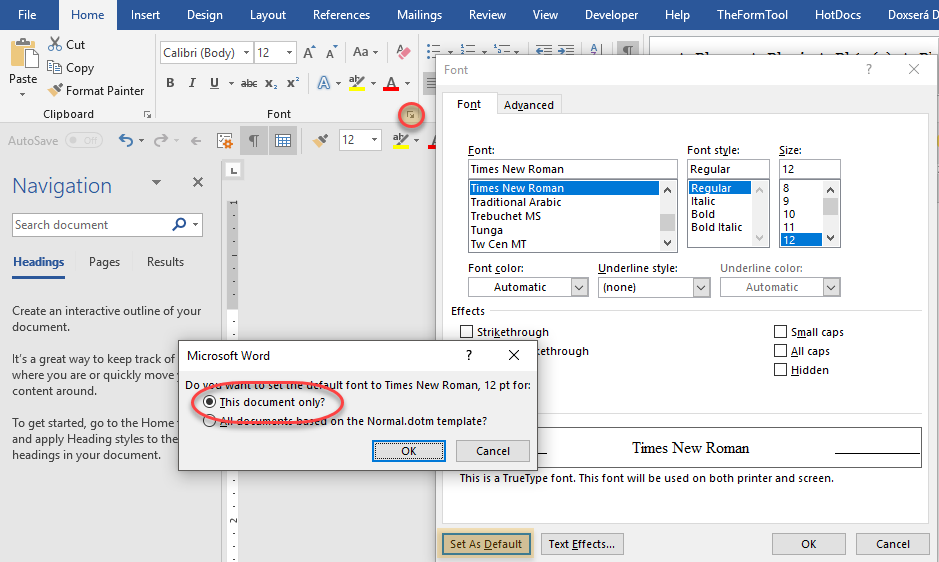 File Home Insert Design Layout References Mailings Review View Developer Help TheFormTool HotDocs Doxserá D
Paste
Cut
Copy
Format Painter
Clipboard
Calibri (Body) 12 A A Aa A
B I U abc x₂ x² A aby A
Font
AutoSave Off
12
Navigation
Search document
Headings Pages Results
Create an interactive outline of your
document.
It's a great way to keep track of
where you are or quickly move y
content around.
To get started, go to the Home
and apply Heading styles to the
headings in your document.
1
2
Font
?
Font Advanced
Font: Font style: Size:
Times New Roman Regular 12
Times New Roman Regular 8
Traditional Arabic Italic 9
Trebuchet MS Bold 10
Tunga Bold Italic 11
Tw Cen MT 12
Font color: Underline style: Underline color:
Automatic (none) Automatic
Effects
Strikethrough Small caps
kethrough All caps
Hidden
Times New Roman
This is a TrueType font. This font will be used on both printer and screen.
Set As Default Text Effects... OK Cancel
Microsoft Word ?
Do you want to set the default font to Times New Roman, 12 pt for:
This document only?
All documents based on the Normal.dotm template?
OK Cancel